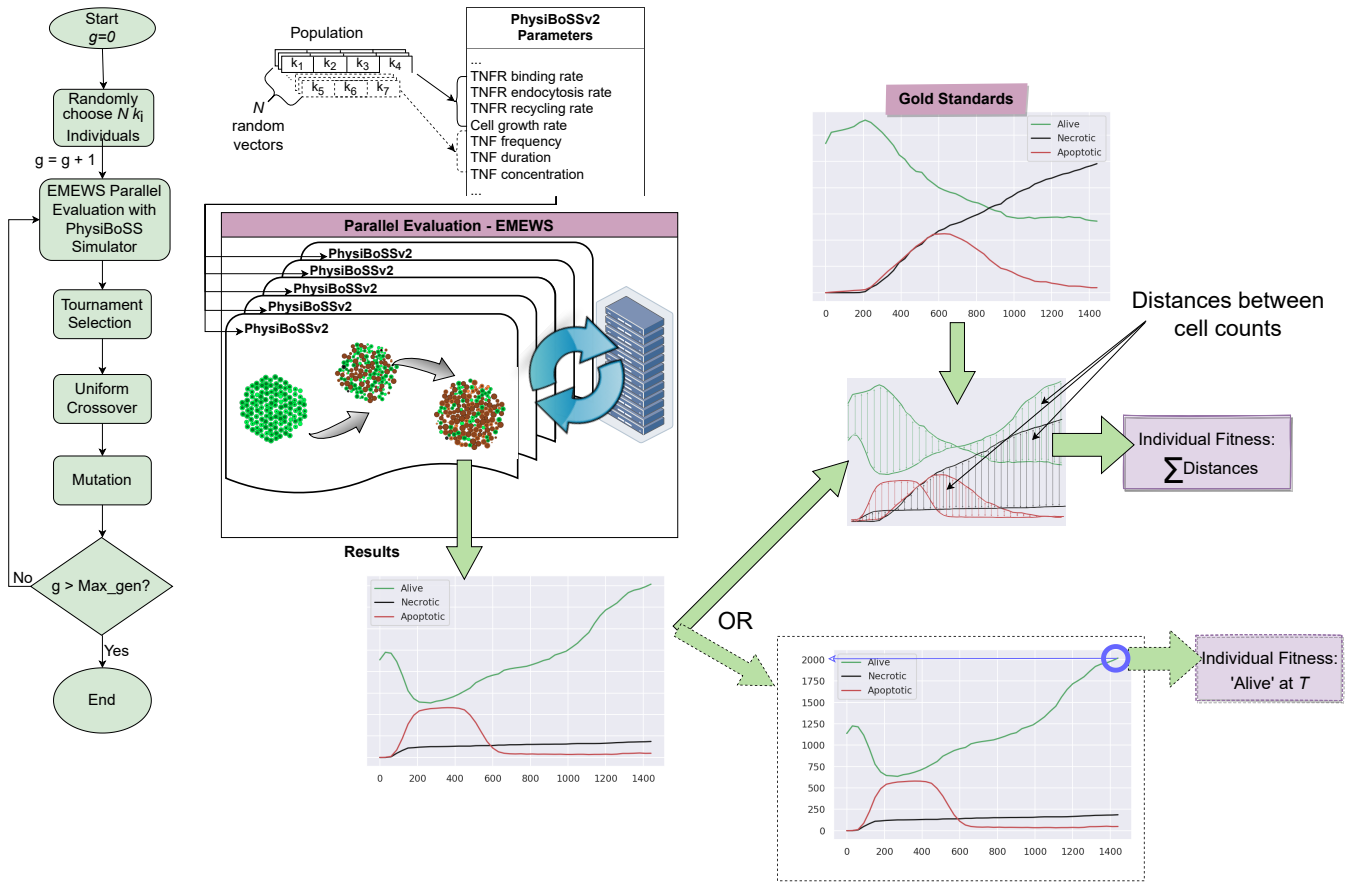 Start
g=0
Randomly
choose N ki
Individuals
g = g + 1
EMEWS Parallel
Evaluation with
PhysiBoSS
Simulator
Tournament
Selection
Uniform
Crossover
Mutation
g > Max_gen?
No
Yes
End
Population
k1 k2 k3 k4
k5 k6 k7
N
random
vectors
PhysiBoSSv2
Parameters
...
TNFR binding rate
TNFR endocytosis rate
TNFR recycling rate
Cell growth rate
TNF frequency
TNF duration
TNF concentration
...
Parallel Evaluation - EMEWS
PhysiBoSSv2
PhysiBoSSv2
PhysiBoSSv2
PhysiBoSSv2
PhysiBoSSv2
Results
Alive
Necrotic
Apoptotic
0 200 400 600 800 1000 1200 1400
Gold Standards
Alive
Necrotic
Apoptotic
0 200 400 600 800 1000 1200 1400
Distances between
cell counts
Individual Fitness:
∑Distances
OR
2000
1750
1500
1250
1000
750
500
250
0
Alive
Necrotic
Apoptotic
0 200 400 600 800 1000 1200 1400
Individual Fitness:
'Alive' at T